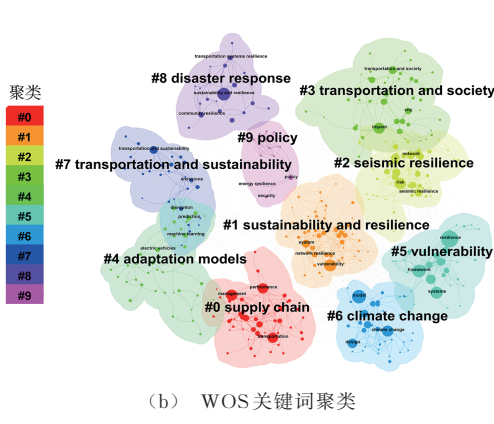 聚类
#0
#1
#2
#3
#4
#5
#6
#7
#8
#9
transportation systems resilience
#8 disaster response
sustainability and resilience
community resilience
transportation and society
#3 transportation and society
impact
#9 policy
policy
energy resilience
security
transportation and sustainability
#7 transportation and sustainability
emissions
disruption
prediction
machine learning
network
#2 seismic resilience
risk
seismic resilience
#1 sustainability and resilience
system
network resilience
vulnerability
resilience
#5 vulnerability
framework
systems
electric vehicles
#4 adaptation models
management
performance
#0 supply chain
transportation
model
#6 climate change
climate change
design
(b) WOS关键词聚类